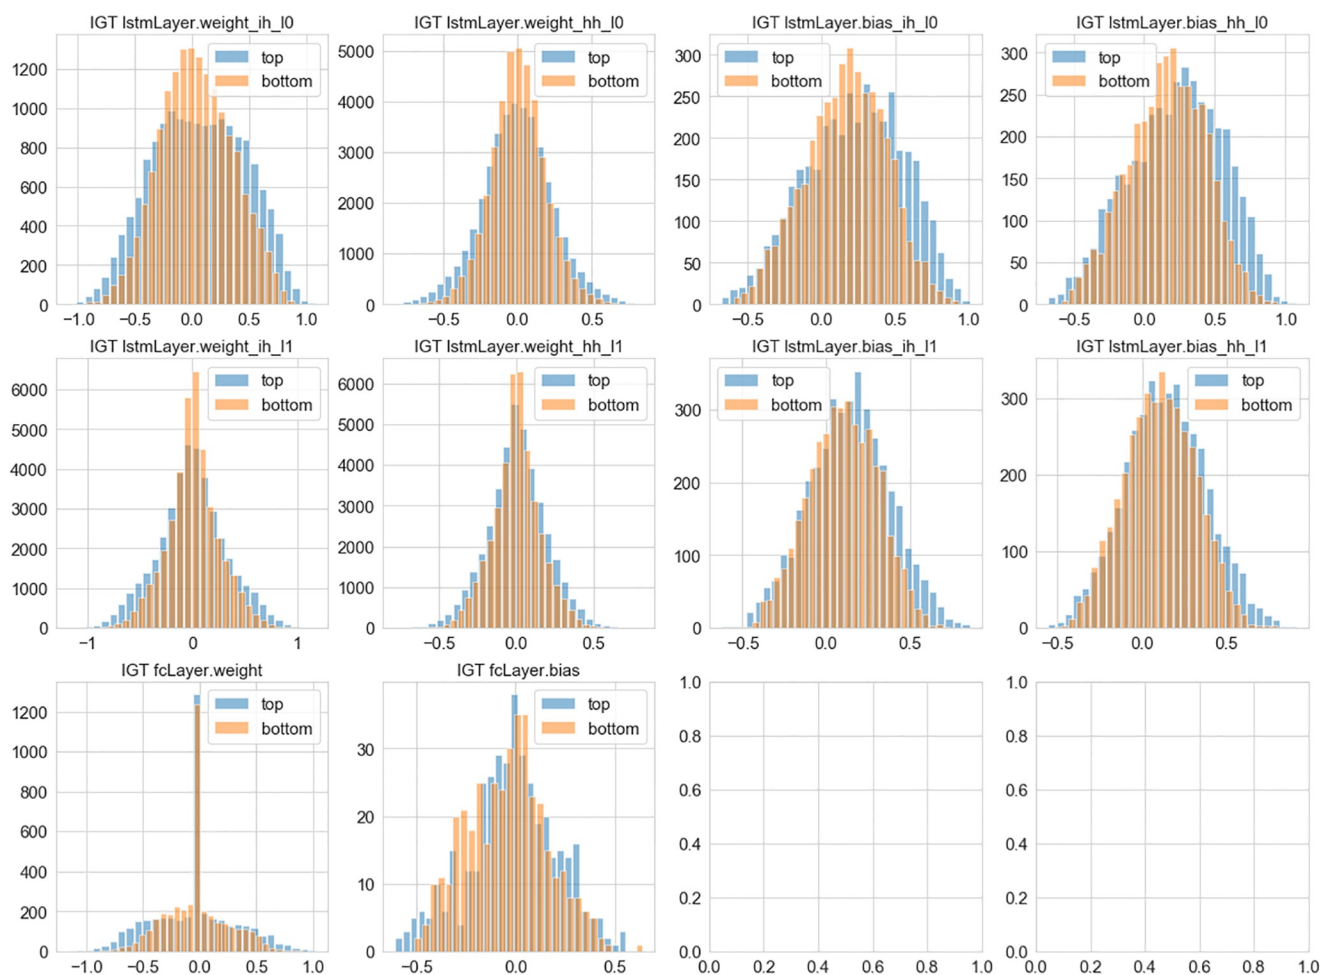 IGT lstmLayer.weight_ih_l0
top
bottom
1200
1000
800
600
400
200
0
−1.0 −0.5 0.0 0.5 1.0
IGT lstmLayer.weight_hh_l0
top
bottom
5000
4000
3000
2000
1000
0
−0.5 0.0 0.5
IGT lstmLayer.bias_ih_l0
top
bottom
300
250
200
150
100
50
0
−0.5 0.0 0.5 1.0
IGT lstmLayer.bias_hh_l0
top
bottom
300
250
200
150
100
50
0
−0.5 0.0 0.5 1.0
IGT lstmLayer.weight_ih_l1
top
bottom
6000
5000
4000
3000
2000
1000
0
−1 0 1
IGT lstmLayer.weight_hh_l1
top
bottom
6000
5000
4000
3000
2000
1000
0
−0.5 0.0 0.5
IGT lstmLayer.bias_ih_l1
top
bottom
300
200
100
0
−0.5 0.0 0.5
IGT lstmLayer.bias_hh_l1
top
bottom
300
200
100
0
−0.5 0.0 0.5
IGT fcLayer.weight
top
bottom
1200
1000
800
600
400
200
0
−1.0 −0.5 0.0 0.5 1.0
IGT fcLayer.bias
top
bottom
30
20
10
0
−0.5 0.0 0.5
1.0
0.8
0.6
0.4
0.2
0.0
0.0 0.2 0.4 0.6 0.8 1.0
1.0
0.8
0.6
0.4
0.2
0.0
0.0 0.2 0.4 0.6 0.8 1.0